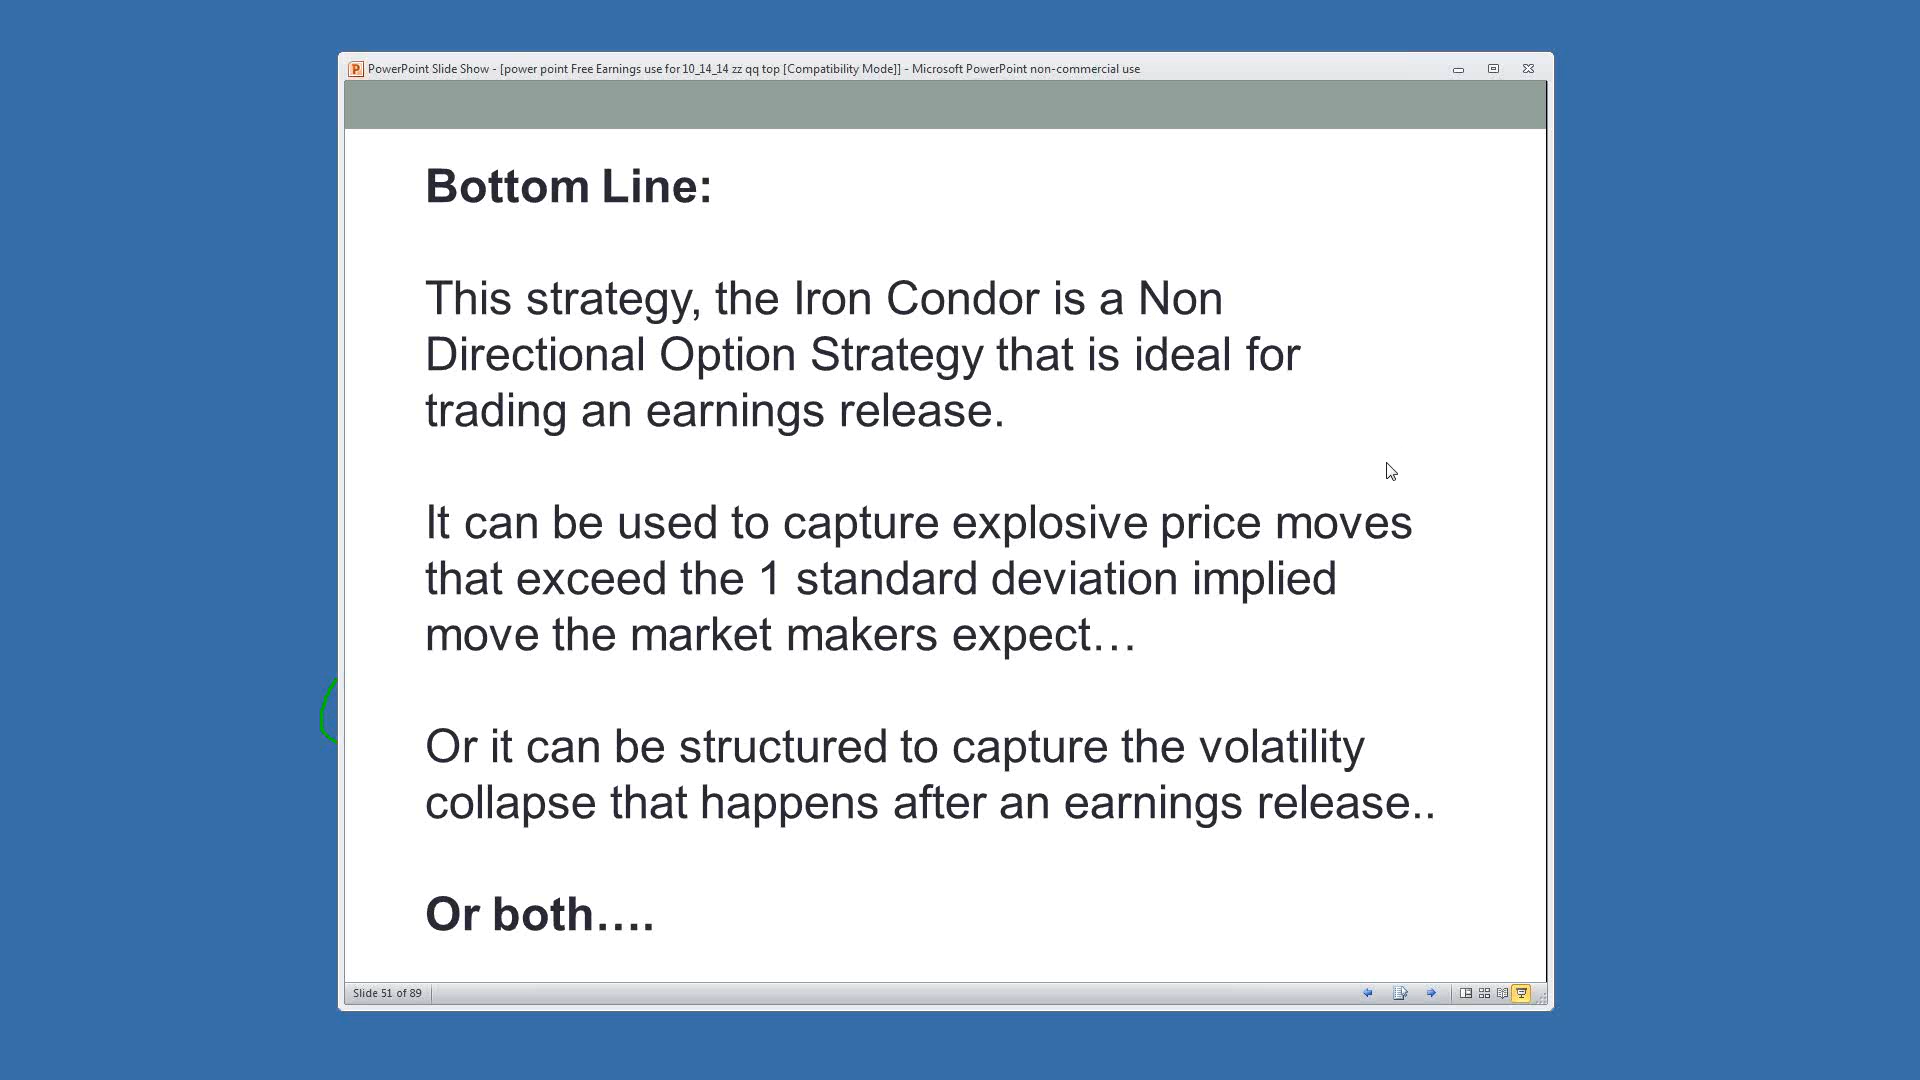 PowerPoint Slide Show - [power point Free Earnings use for 10_14_14 zz qq top [Compatibility Mode]] - Microsoft PowerPoint non-commercial use
Bottom Line:
This strategy, the Iron Condor is a Non
Directional Option Strategy that is ideal for
trading an earnings release.
It can be used to capture explosive price moves
that exceed the 1 standard deviation implied
move the market makers expect…
Or it can be structured to capture the volatility
collapse that happens after an earnings release..
Or both….
Slide 51 of 89